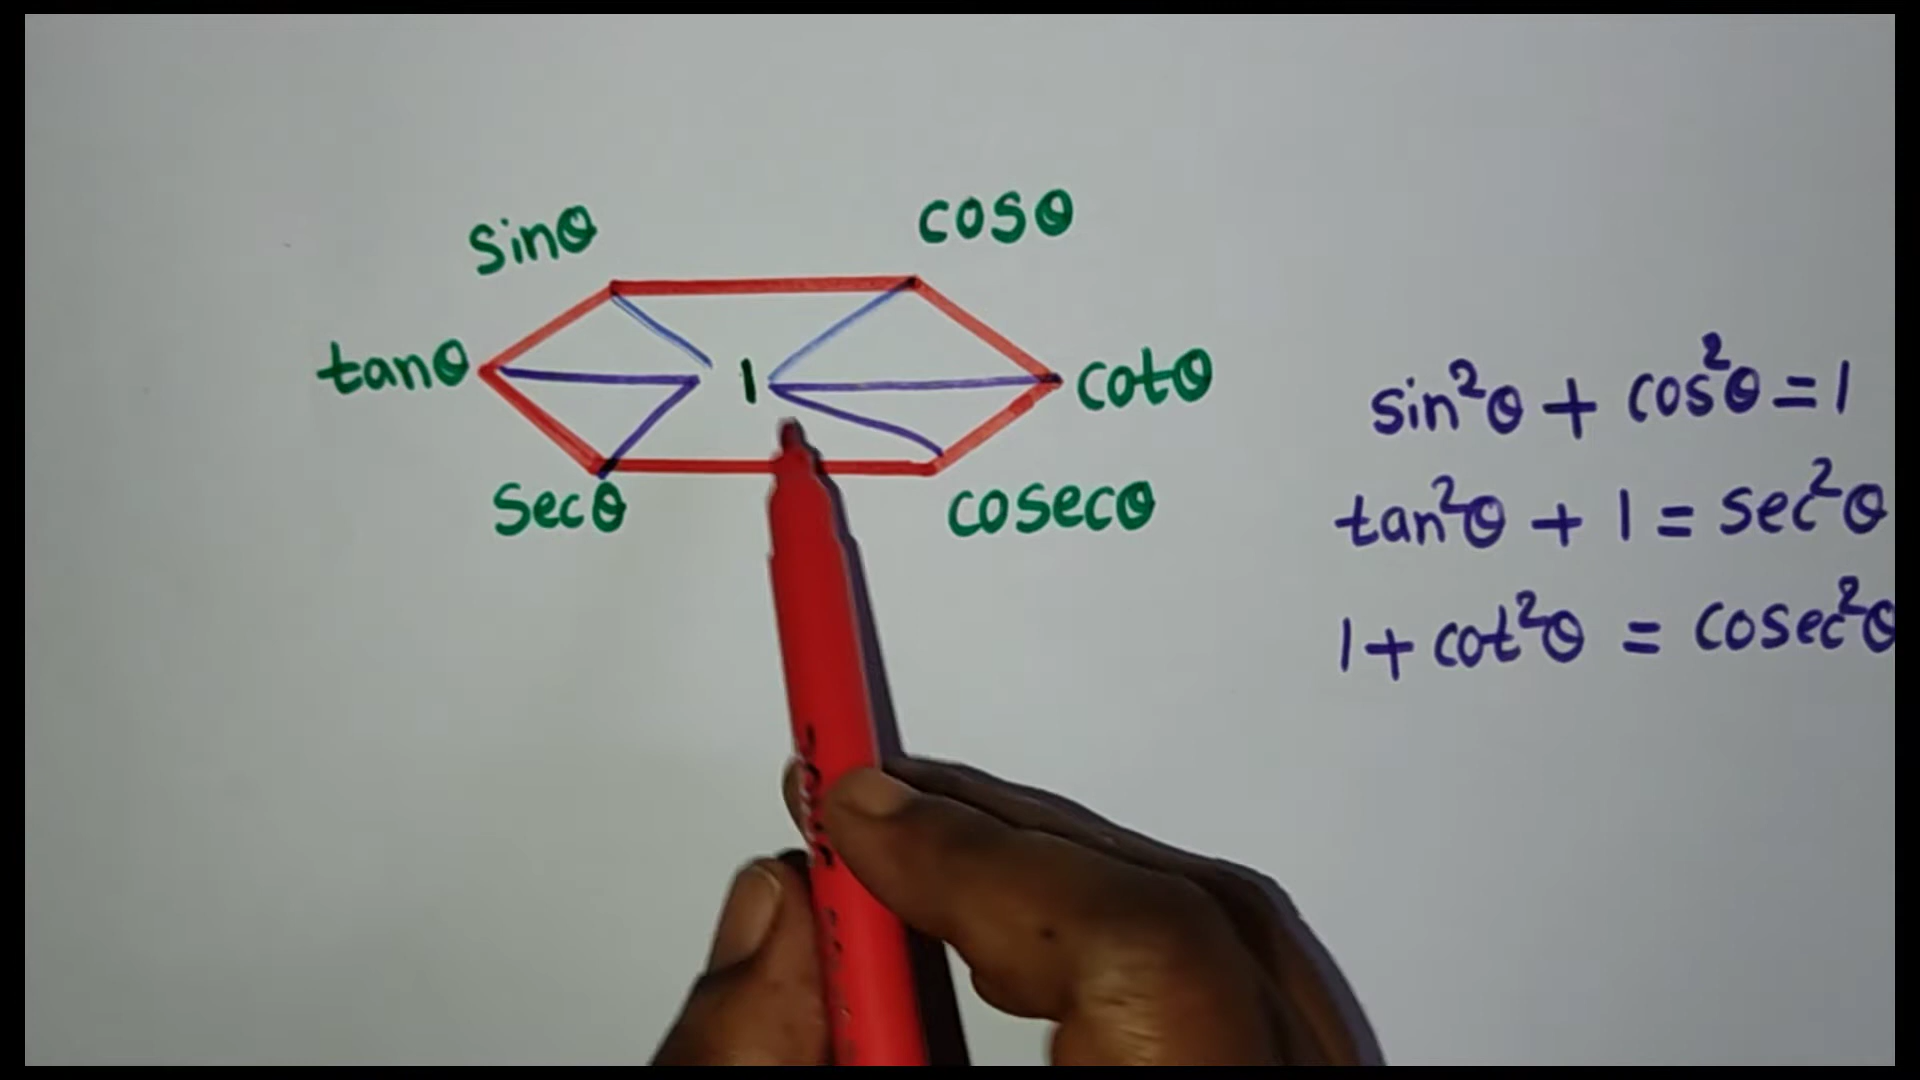 sinθ cosθ
tanθ 1 cotθ
secθ cosecθ
sin²θ + cos²θ = 1
tan²θ + 1 = sec²θ
1 + cot²θ = cosec²θ